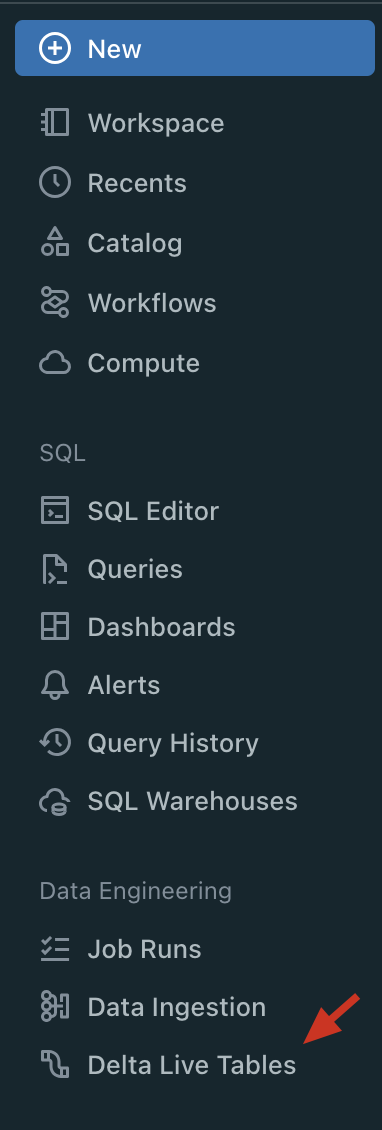 New
Workspace
Recents
Catalog
Workflows
Compute
SQL
SQL Editor
Queries
Dashboards
Alerts
Query History
SQL Warehouses
Data Engineering
Job Runs
Data Ingestion
Delta Live Tables